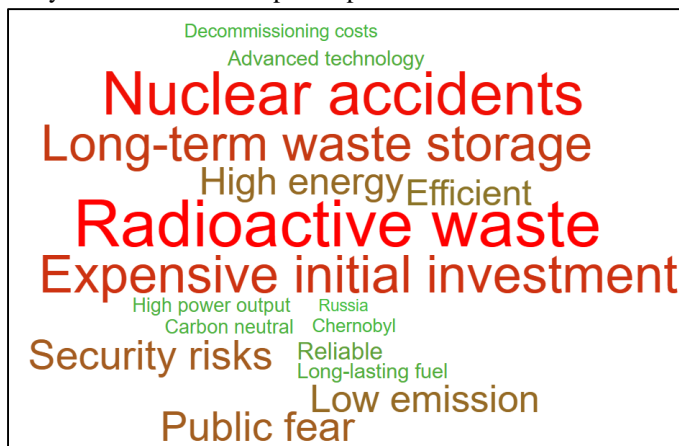 Decommissioning costs
Advanced technology
Nuclear accidents
Long-term waste storage
High energy
Efficient
Radioactive waste
Expensive initial investment
High power output
Russia
Carbon neutral
Chernobyl
Security risks
Reliable
Long-lasting fuel
Low emission
Public fear